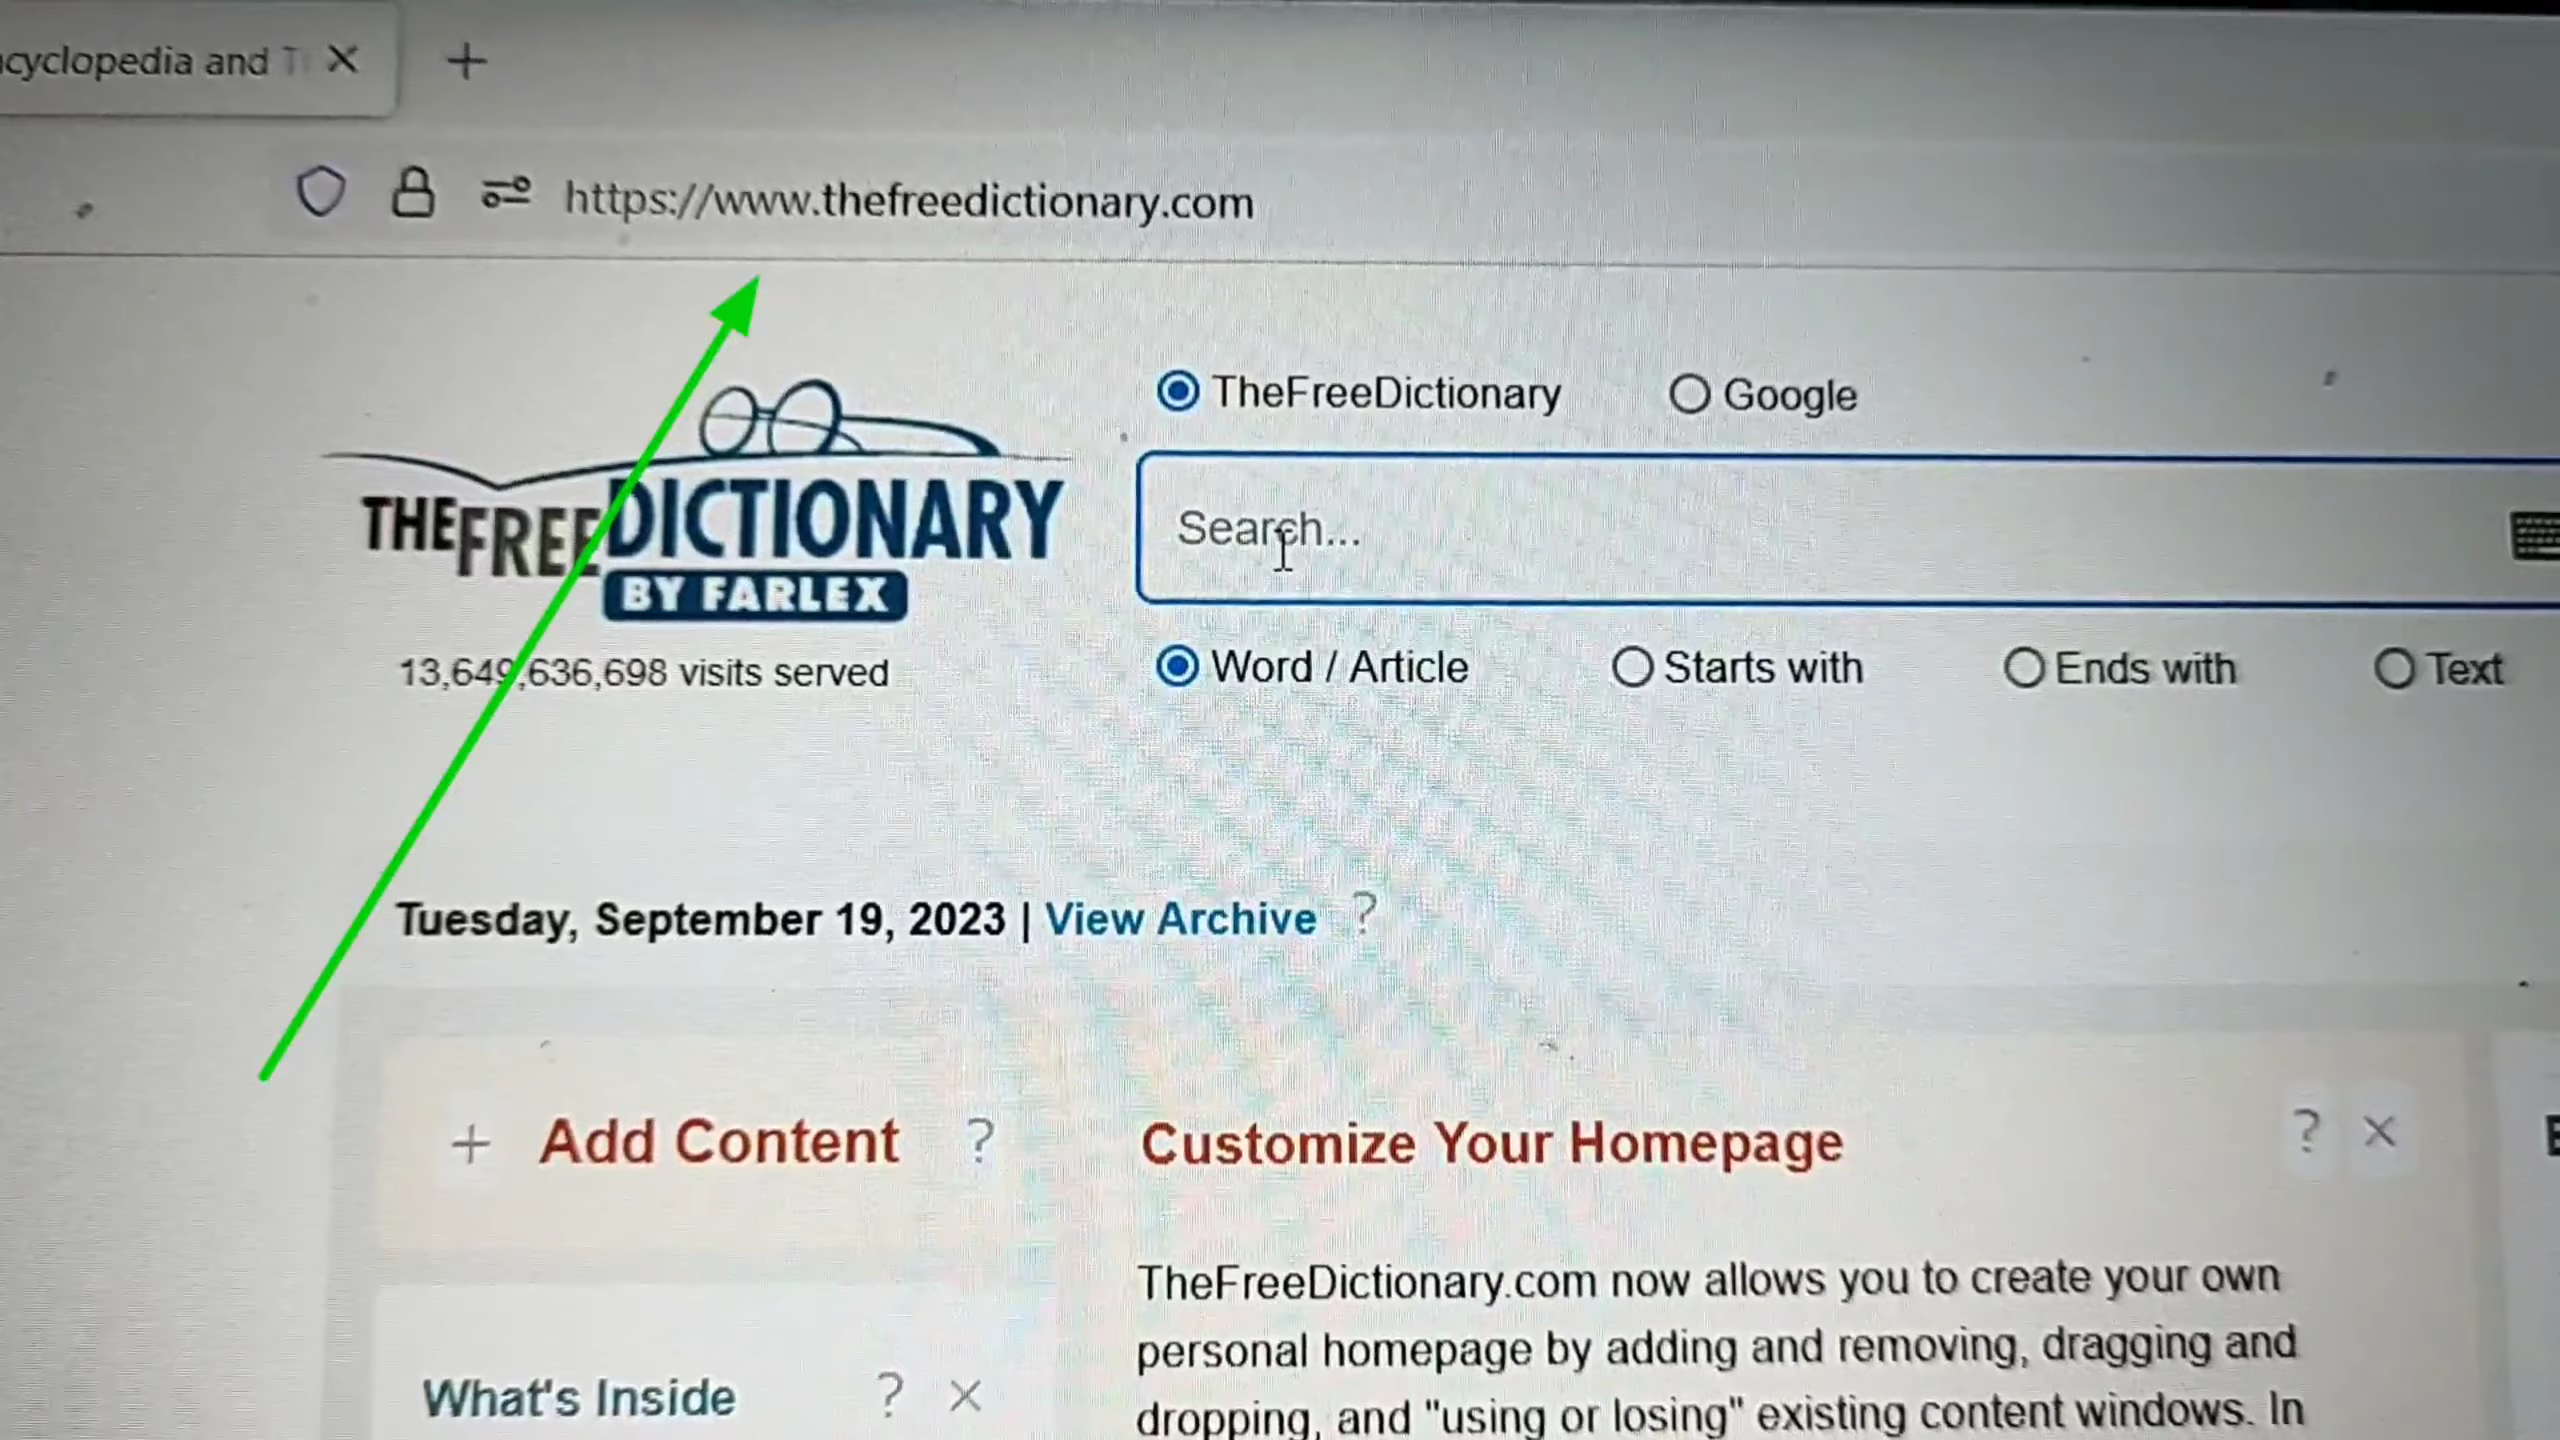 cyclopedia and
https://www.thefreedictionary.com
TheFreeDictionary Google
THEFREEDICTIONARY
BY FARLEX
Search...
13,649,636,698 visits served
Word / Article Starts with Ends with Text
Tuesday, September 19, 2023 | View Archive ?
+ Add Content ?
Customize Your Homepage ? ×
TheFreeDictionary.com now allows you to create your own
personal homepage by adding and removing, dragging and
dropping, and "using or losing" existing content windows. In
What's Inside ? ×